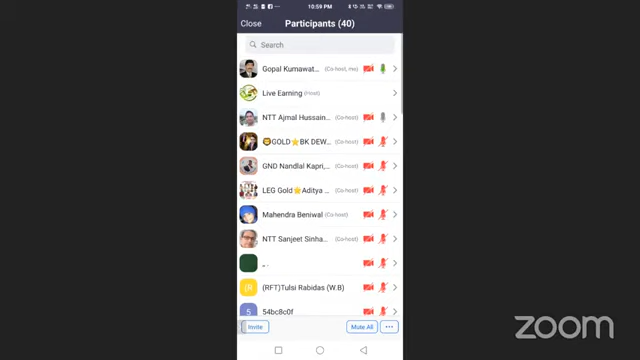 10:59 PM
Close
Participants (40)
Search
Gopal Kumawat... (Co-host, me)
Live Earning (Host)
NTT Ajmal Hussain... (Co-host)
GOLD⭐BK DEW... (Co-host)
GND Nandlal Kapri,... (Co-host)
LEG Gold🌟Aditya ... (Co-host)
Mahendra Beniwal (Co-host)
NTT Sanjeet Sinha... (Co-host)
_ .
(R (RFT)Tulsi Rabidas (W.B)
5 54bc8c0f
Invite
Mute All
...
zoom